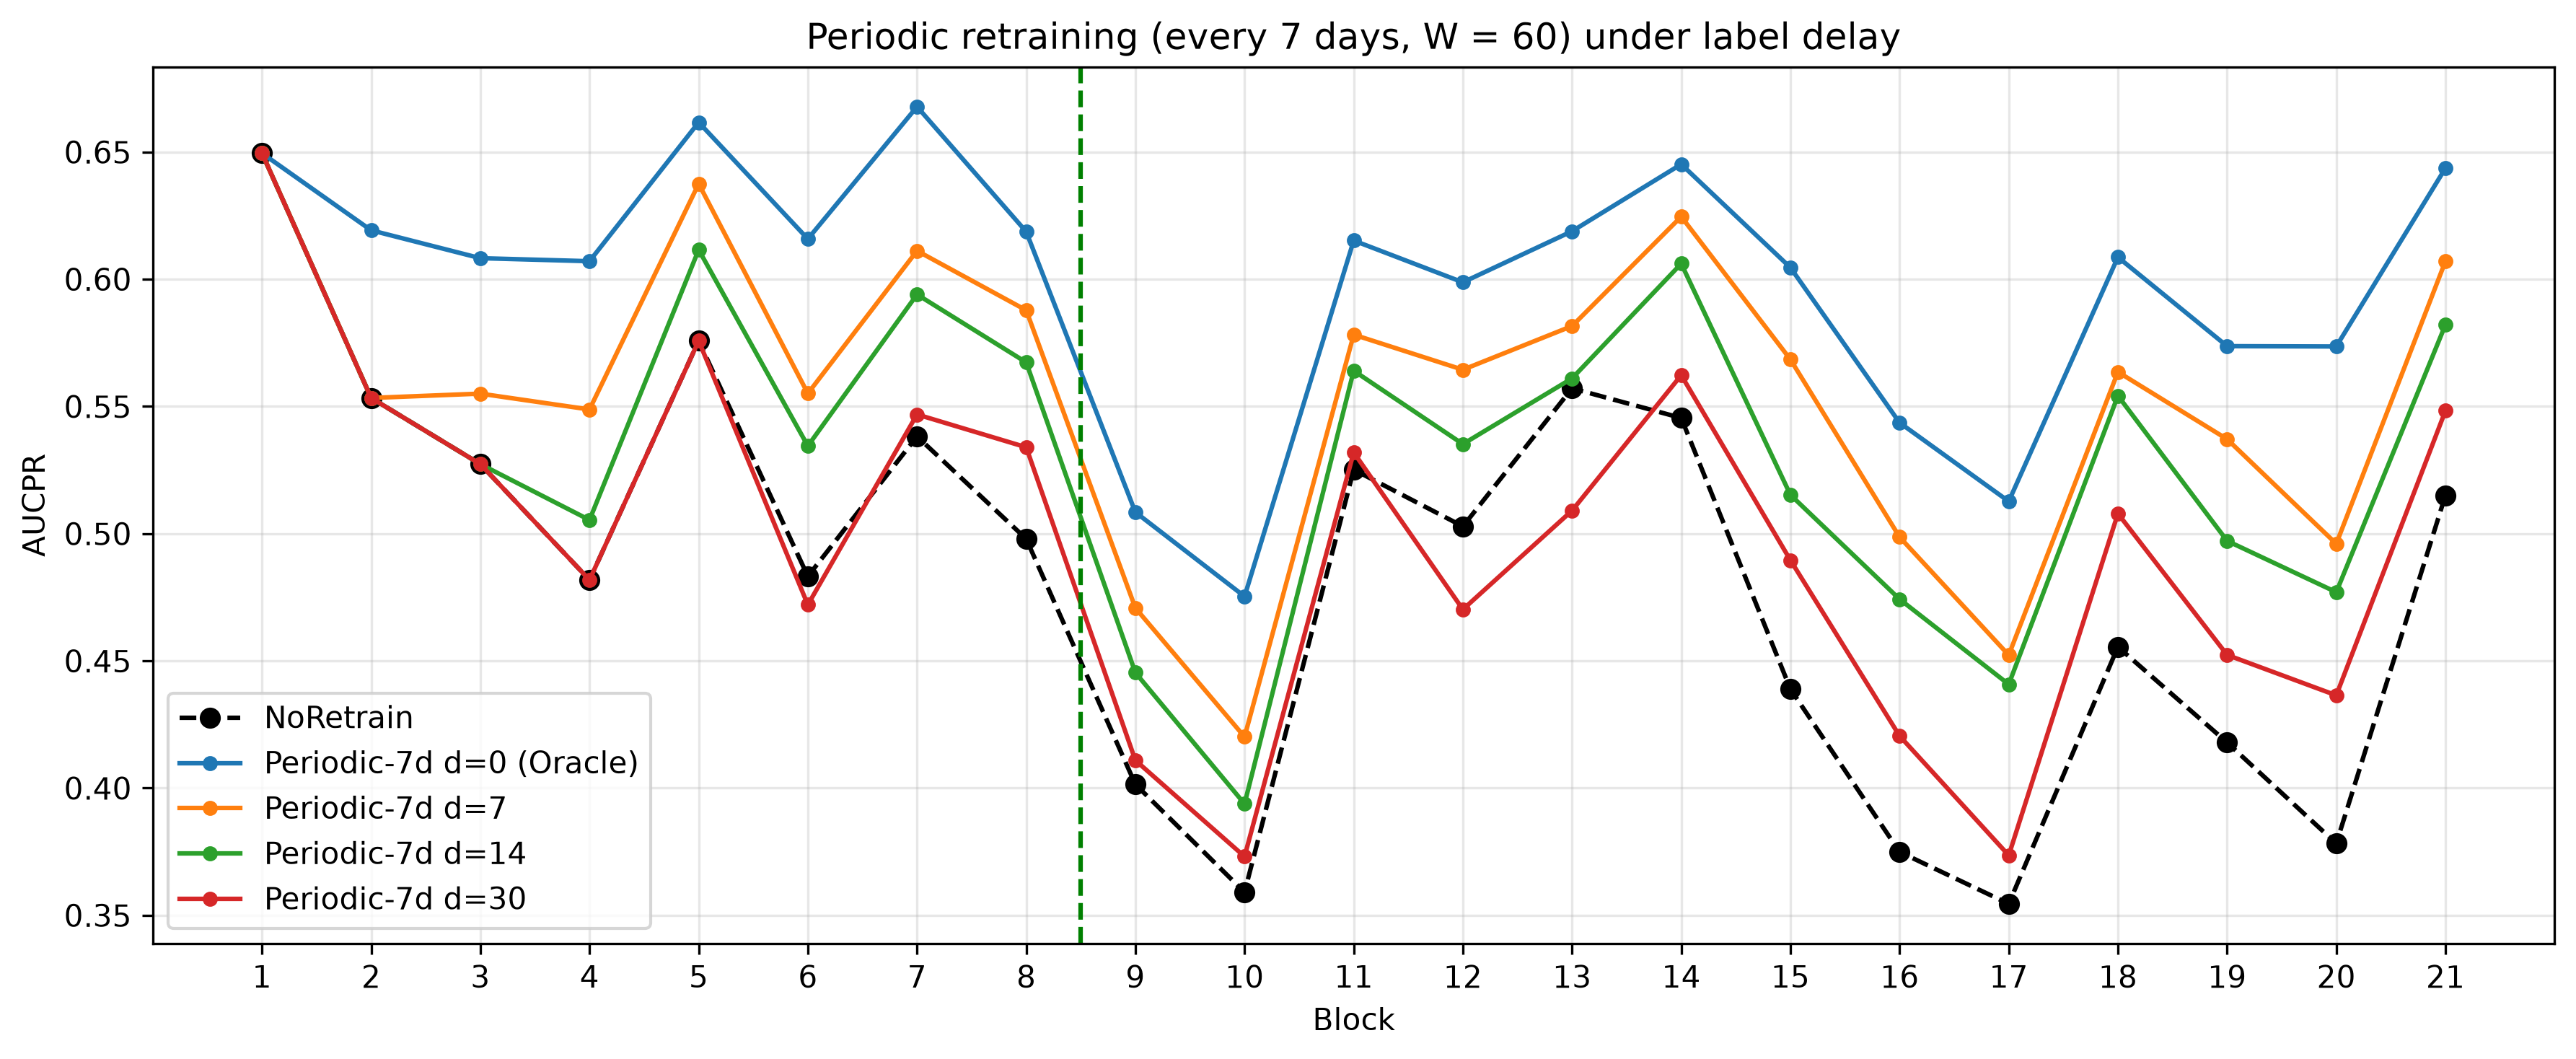 Periodic retraining (every 7 days, W = 60) under label delay
AUCPR
0.65
0.60
0.55
0.50
0.45
0.40
0.35
NoRetrain
Periodic-7d d=0 (Oracle)
Periodic-7d d=7
Periodic-7d d=14
Periodic-7d d=30
1 2 3 4 5 6 7 8 9 10 11 12 13 14 15 16 17 18 19 20 21
Block